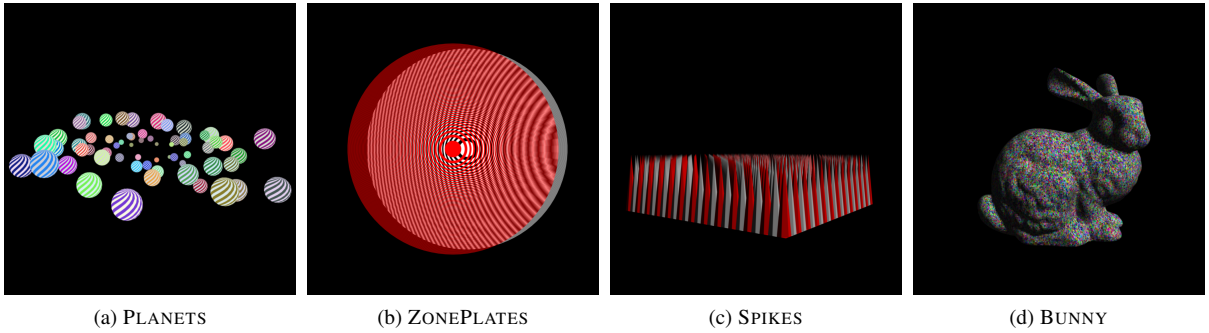 (a) PLANETS
(b) ZONEPLATES
(c) SPIKES
(d) BUNNY